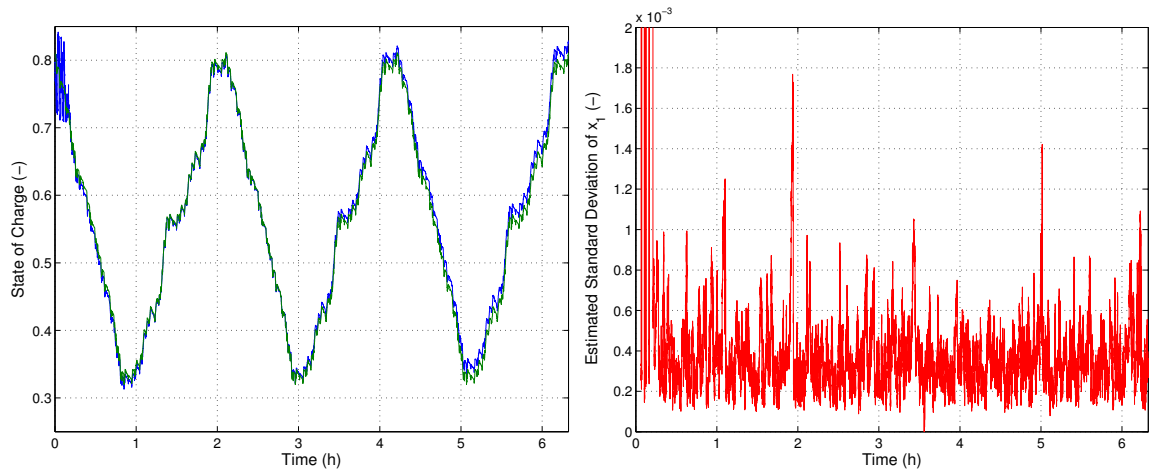 0.8
0.7
0.6
0.5
0.4
0.3
State of Charge (−)
0 1 2 3 4 5 6
Time (h)
x 10⁻³
2
1.8
1.6
1.4
1.2
1
0.8
0.6
0.4
0.2
0
Estimated Standard Deviation of x₁ (−)
0 1 2 3 4 5 6
Time (h)